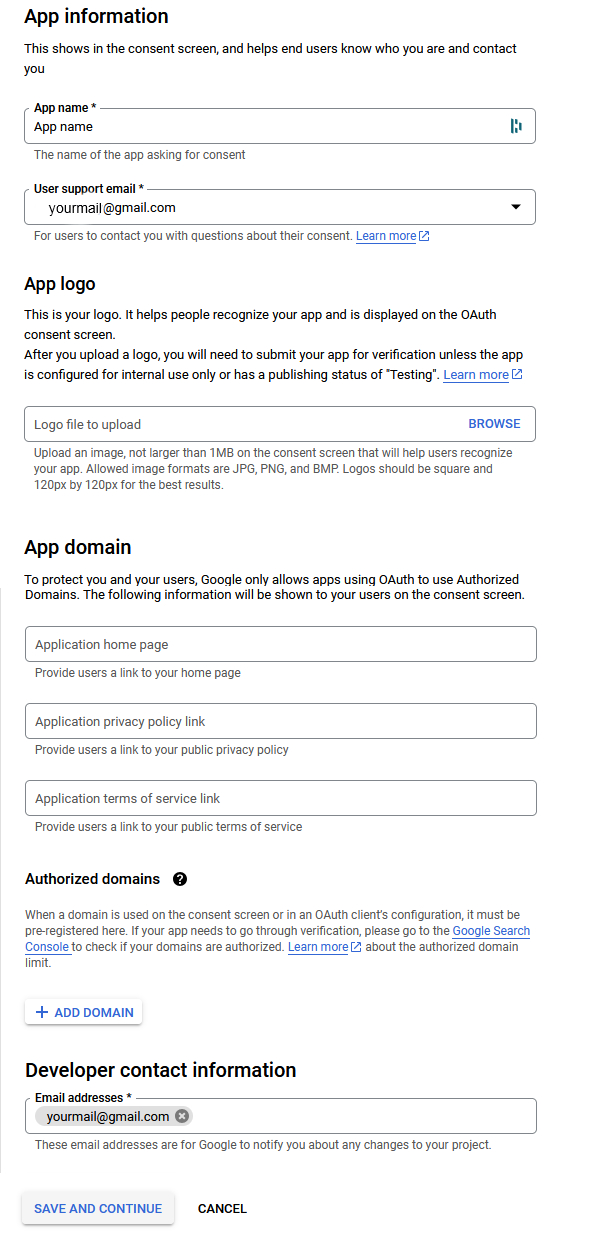 App information
This shows in the consent screen, and helps end users know who you are and contact
you
App name *
App name
The name of the app asking for consent
User support email *
yourmail@gmail.com
For users to contact you with questions about their consent. Learn more
App logo
This is your logo. It helps people recognize your app and is displayed on the OAuth
consent screen.
After you upload a logo, you will need to submit your app for verification unless the app
is configured for internal use only or has a publishing status of "Testing". Learn more
Logo file to upload BROWSE
Upload an image, not larger than 1MB on the consent screen that will help users recognize
your app. Allowed image formats are JPG, PNG, and BMP. Logos should be square and
120px by 120px for the best results.
App domain
To protect you and your users, Google only allows apps using OAuth to use Authorized
Domains. The following information will be shown to your users on the consent screen.
Application home page
Provide users a link to your home page
Application privacy policy link
Provide users a link to your public privacy policy
Application terms of service link
Provide users a link to your public terms of service
Authorized domains ?
When a domain is used on the consent screen or in an OAuth client's configuration, it must be
pre-registered here. If your app needs to go through verification, please go to the Google Search
Console to check if your domains are authorized. Learn more about the authorized domain
limit.
+ ADD DOMAIN
Developer contact information
Email addresses *
yourmail@gmail.com
These email addresses are for Google to notify you about any changes to your project.
SAVE AND CONTINUE CANCEL